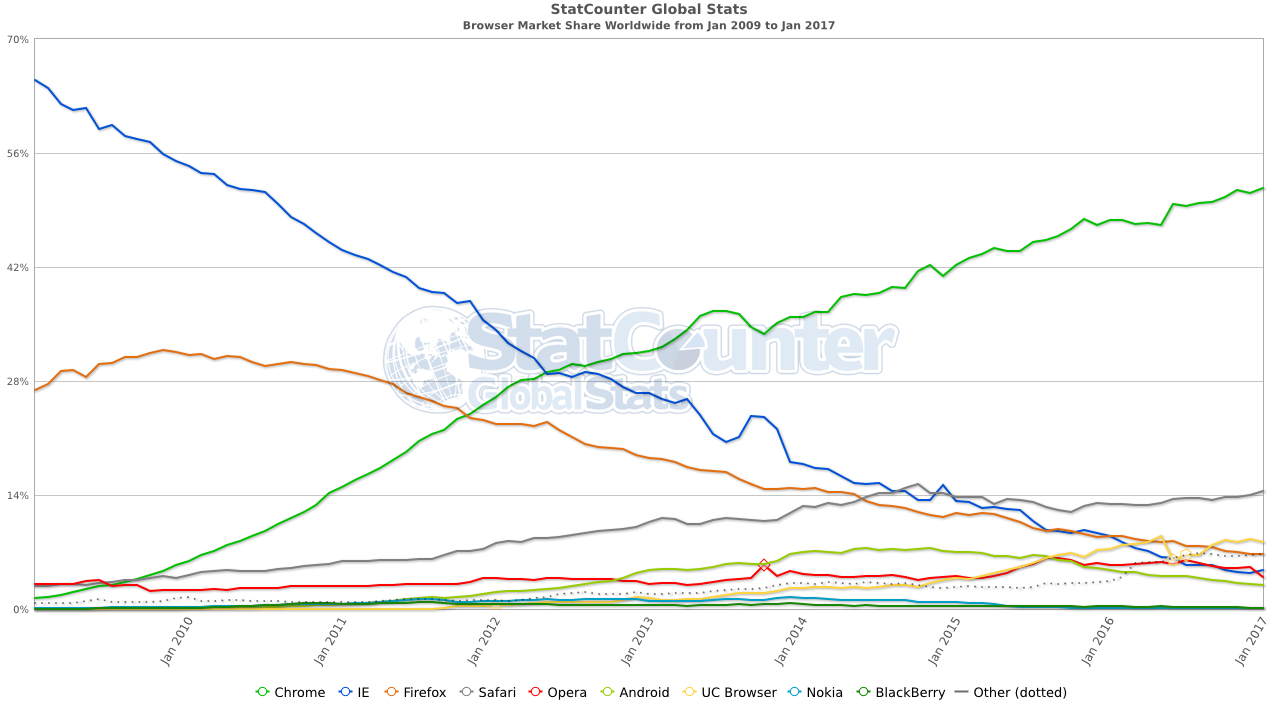 StatCounter Global Stats
Browser Market Share Worldwide from Jan 2009 to Jan 2017
70%
56%
42%
28%
14%
0%
StatCounter
GlobalStats
Jan 2010
Jan 2011
Jan 2012
Jan 2013
Jan 2014
Jan 2015
Jan 2016
Jan 2017
Chrome IE Firefox Safari Opera Android UC Browser Nokia BlackBerry Other (dotted)